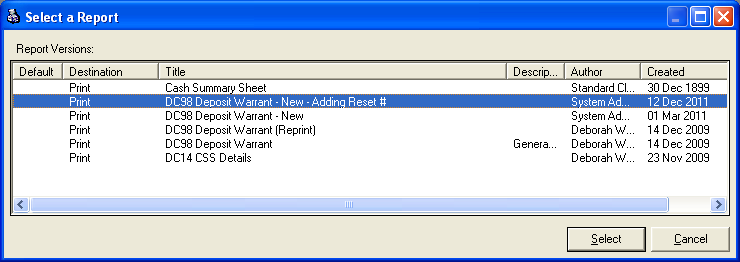 Select a Report
Report Versions:
Default Destination Title Descrip... Author Created
Print Cash Summary Sheet Standard Cl... 30 Dec 1899
Print DC98 Deposit Warrant - New - Adding Reset # System Ad... 12 Dec 2011
Print DC98 Deposit Warrant - New System Ad... 01 Mar 2011
Print DC98 Deposit Warrant (Reprint) Deborah W... 14 Dec 2009
Print DC98 Deposit Warrant Genera... Deborah W... 14 Dec 2009
Print DC14 CSS Details Deborah W... 23 Nov 2009
Select Cancel